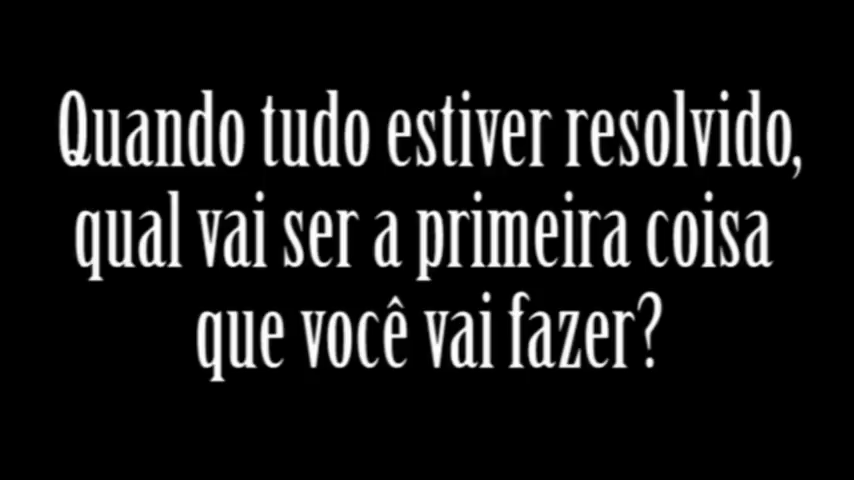 Quando tudo estiver resolvido,
qual vai ser a primeira coisa
que você vai fazer?